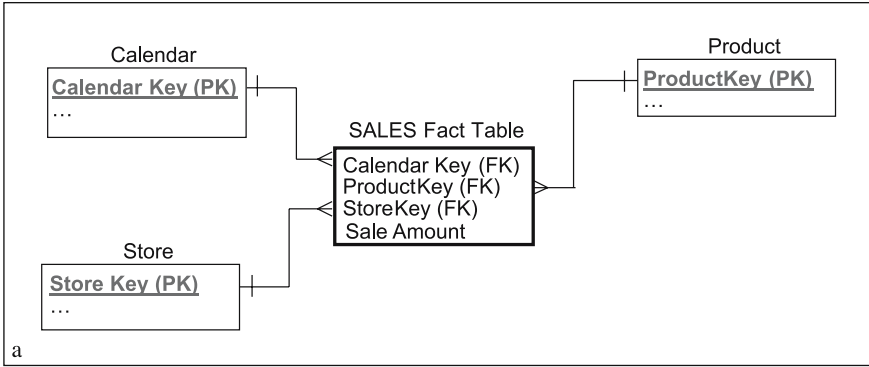 Calendar
Calendar Key (PK)
…
Product
ProductKey (PK)
…
SALES Fact Table
Calendar Key (FK)
ProductKey (FK)
StoreKey (FK)
Sale Amount
Store
Store Key (PK)
…
a